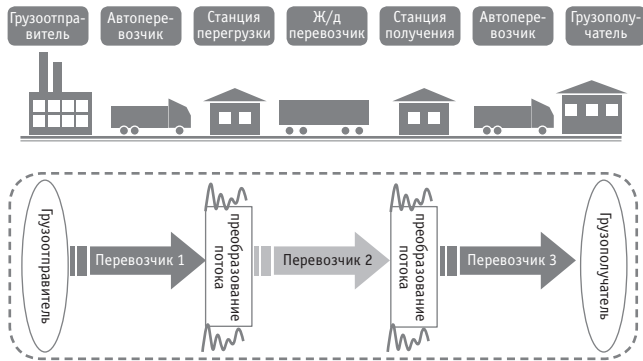 Грузоотпра-
витель
Автопере-
возчик
Станция
перегрузки
Ж/д
перевозчик
Станция
получения
Автопере-
возчик
Грузополу-
чатель
Грузоотправитель
Перевозчик 1
преобразование
потока
Перевозчик 2
преобразование
потока
Перевозчик 3
Грузополучатель